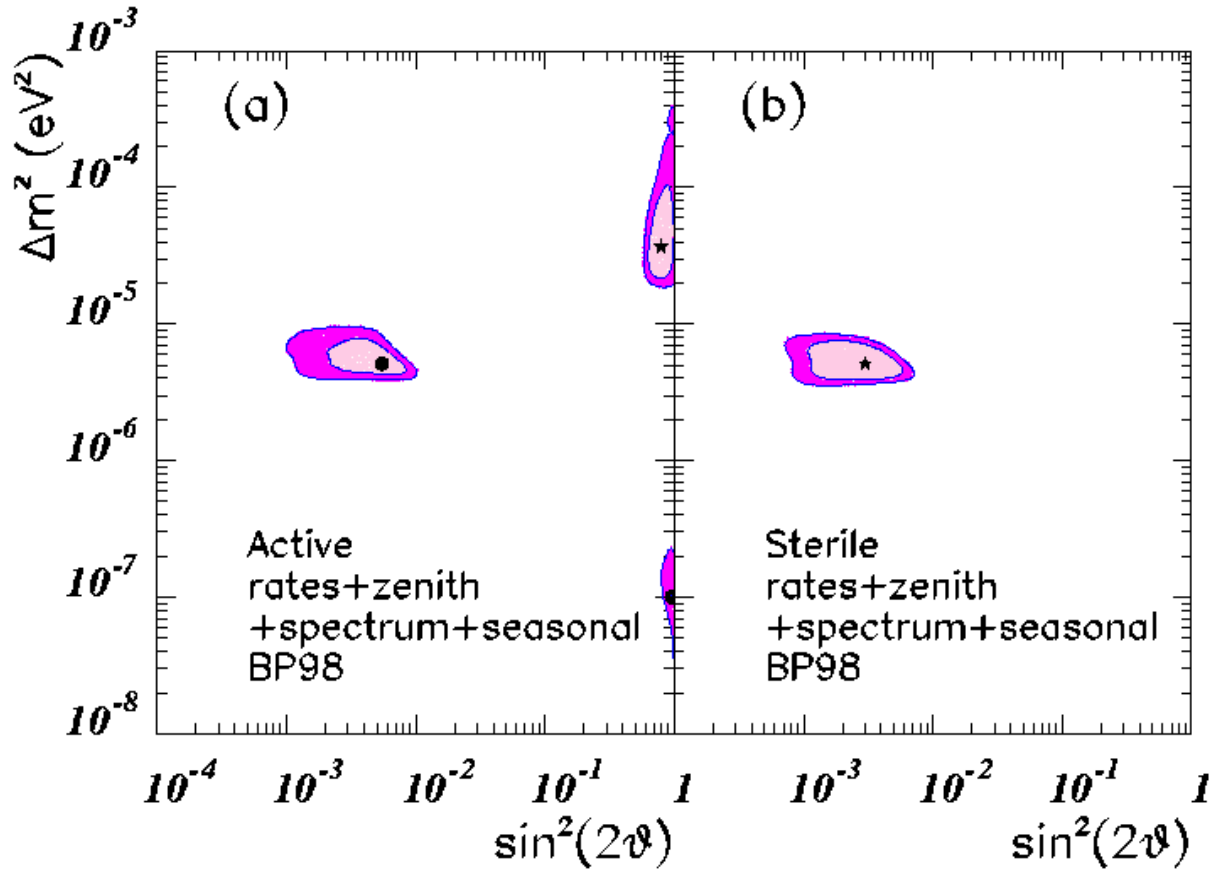 (a)
(b)
Δm² (eV²)
10⁻³
10⁻⁴
10⁻⁵
10⁻⁶
10⁻⁷
10⁻⁸
Active
rates+zenith
+spectrum+seasonal
BP98
Sterile
rates+zenith
+spectrum+seasonal
BP98
10⁻⁴ 10⁻³ 10⁻² 10⁻¹ 1 10⁻³ 10⁻² 10⁻¹ 1
sin²(2ϑ) sin²(2ϑ)